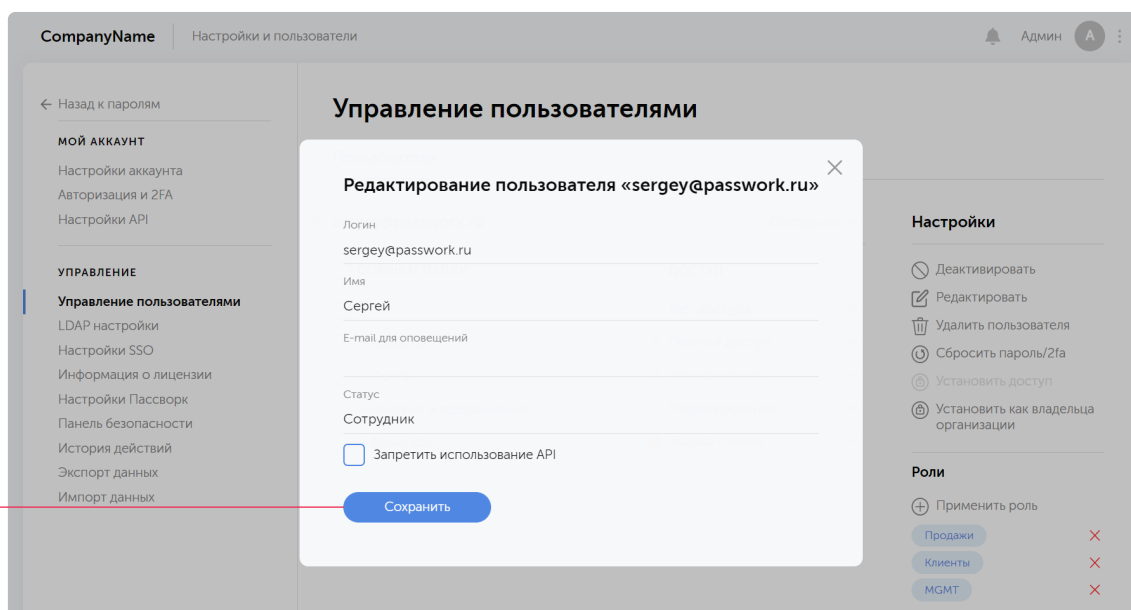 CompanyName
Настройки и пользователи
Админ
А
Назад к паролям
МОЙ АККАУНТ
Настройки аккаунта
Авторизация и 2FA
Настройки API
УПРАВЛЕНИЕ
Управление пользователями
LDAP настройки
Настройки SSO
Информация о лицензии
Настройки Пассворк
Панель безопасности
История действий
Экспорт данных
Импорт данных
Управление пользователями
Редактирование пользователя «sergey@passwork.ru»
Логин
sergey@passwork.ru
Имя
Сергей
E-mail для оповещений
Статус
Сотрудник
Запретить использование API
Сохранить
Настройки
Деактивировать
Редактировать
Удалить пользователя
Сбросить пароль/2fa
Установить доступ
Установить как владельца
организации
Роли
Применить роль
Продажи
Клиенты
MGMT